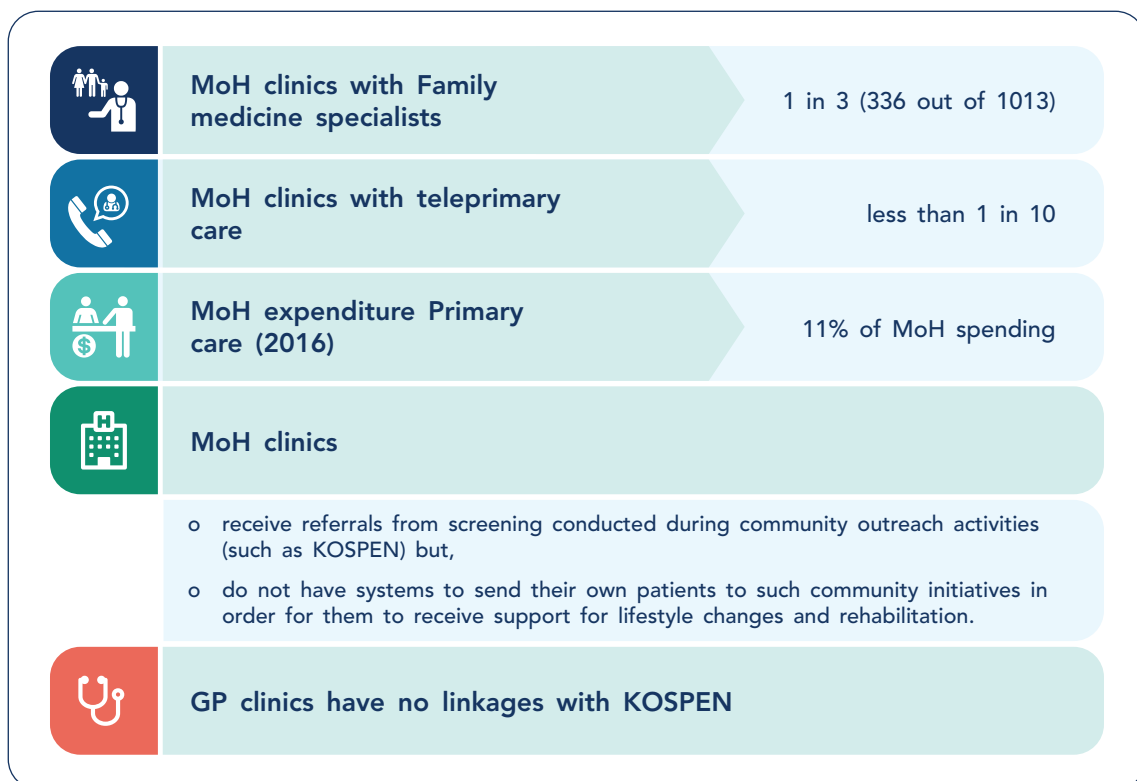 MoH clinics with Family
medicine specialists
1 in 3 (336 out of 1013)
MoH clinics with teleprimary
care
less than 1 in 10
MoH expenditure Primary
care (2016)
11% of MoH spending
MoH clinics
o receive referrals from screening conducted during community outreach activities
(such as KOSPEN) but,
o do not have systems to send their own patients to such community initiatives in
order for them to receive support for lifestyle changes and rehabilitation.
GP clinics have no linkages with KOSPEN